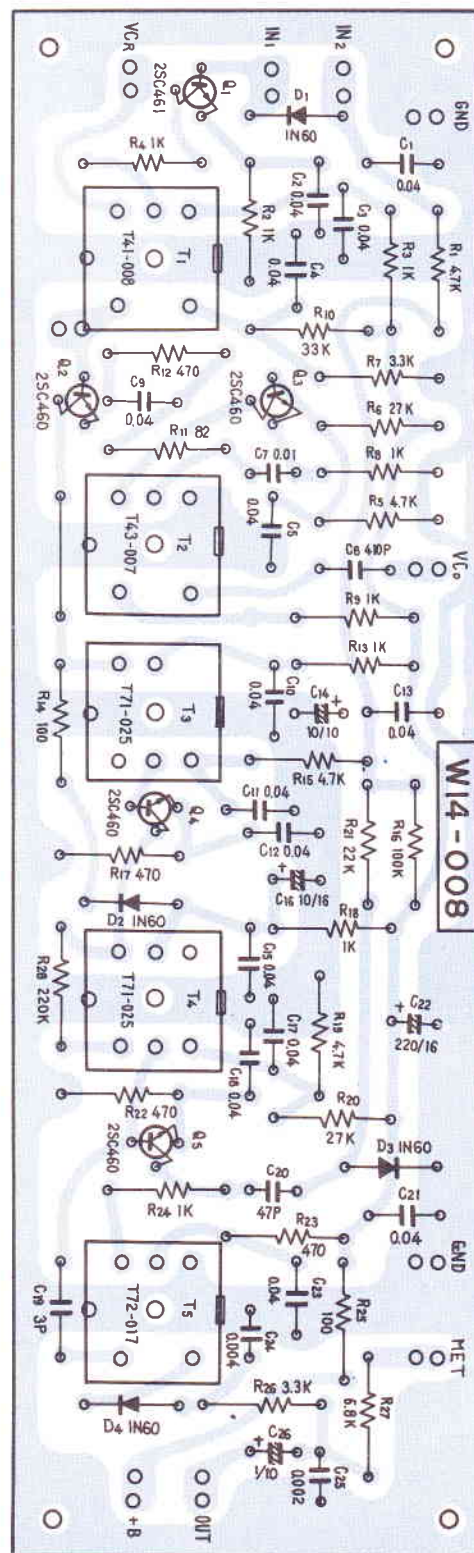 VCR
IN1
IN2
GND
Q1
2SC461
D1
1N60
C1
0.04
R4 1K
R2 1K
C2 0.04
C3 0.04
C4
0.04
R3 1K
R1 4.7K
T1
T41-008
R10
33K
R12 470
R7 3.3K
Q2
2SC460
C9
0.04
Q3
2SC460
R6 27K
R11 82
R8 1K
C7 0.01
R5 4.7K
C5
0.04
T2
T43-007
C8 410P
VCo
R9 1K
R13 1K
R14 100
T3
T71-025
C10
0.04
C14
+
10/10
C13
0.04
W14-008
R15 4.7K
Q4
2SC460
C11 0.04
C12 0.04
R21 22K
R16 100K
R17 470
+
C16 10/16
D2 1N60
R18
1K
R28 220K
T4
T71-025
C15 0.04
C17 0.04
C18 0.04
R19 4.7K
+
C22
220/16
R22 470
R20
27K
Q5
2SC460
D3 1N60
R24 1K
C20
47P
C21
0.04
R23
470
GND
C19 3P
T5
T72-017
C23
0.04
C24
0.004
R25
100
MET
R26 3.3K
R27
6.8K
D4 1N60
+
C26
1/10
C25
0.002
+B
OUT